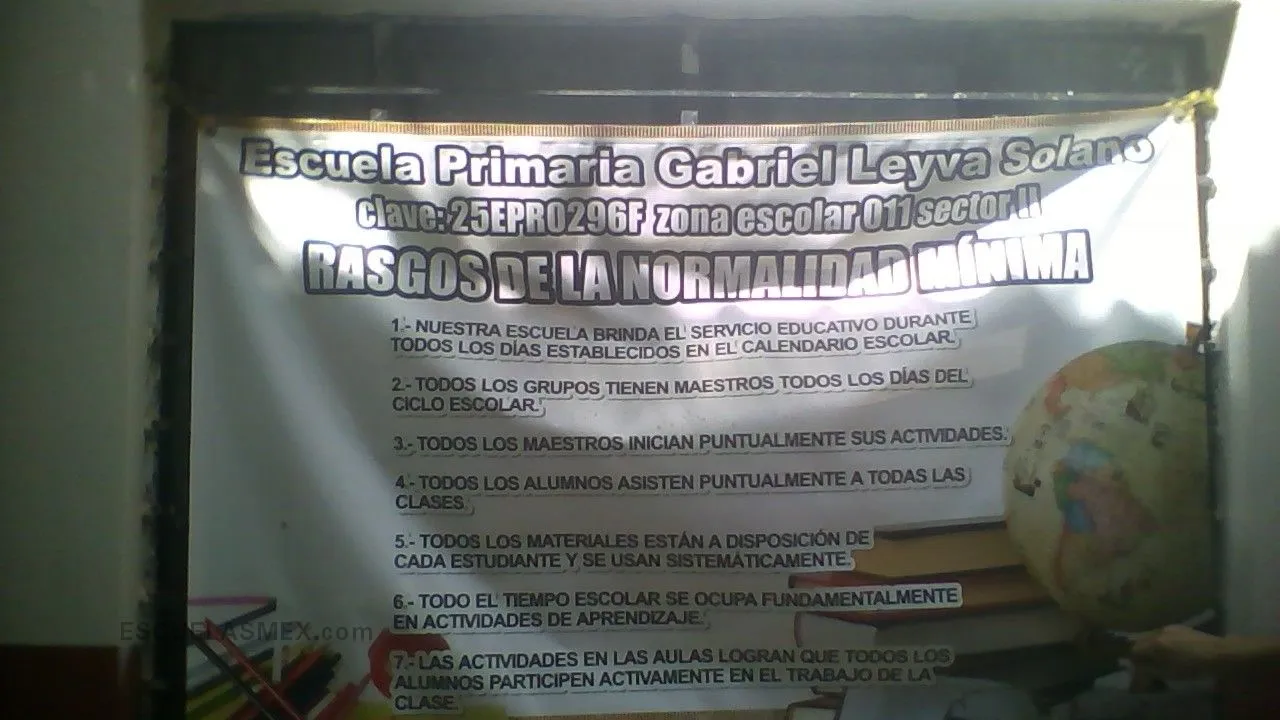 Escuela Primaria Gabriel Leyva Solano
clave:25EPR0296F zona escolar 011 sector II
RASGOS DE LA NORMALIDAD MÍNIMA
1.- NUESTRA ESCUELA BRINDA EL SERVICIO EDUCATIVO DURANTE
TODOS LOS DÍAS ESTABLECIDOS EN EL CALENDARIO ESCOLAR.
2.- TODOS LOS GRUPOS TIENEN MAESTROS TODOS LOS DÍAS DEL
CICLO ESCOLAR.
3.- TODOS LOS MAESTROS INICIAN PUNTUALMENTE SUS ACTIVIDADES.
4.- TODOS LOS ALUMNOS ASISTEN PUNTUALMENTE A TODAS LAS
CLASES.
5.- TODOS LOS MATERIALES ESTÁN A DISPOSICIÓN DE
CADA ESTUDIANTE Y SE USAN SISTEMÁTICAMENTE.
6.- TODO EL TIEMPO ESCOLAR SE OCUPA FUNDAMENTALMENTE
EN ACTIVIDADES DE APRENDIZAJE.
ESCUELASMEX.com
7.- LAS ACTIVIDADES EN LAS AULAS LOGRAN QUE TODOS LOS
ALUMNOS PARTICIPEN ACTIVAMENTE EN EL TRABAJO DE LA
CLASE.